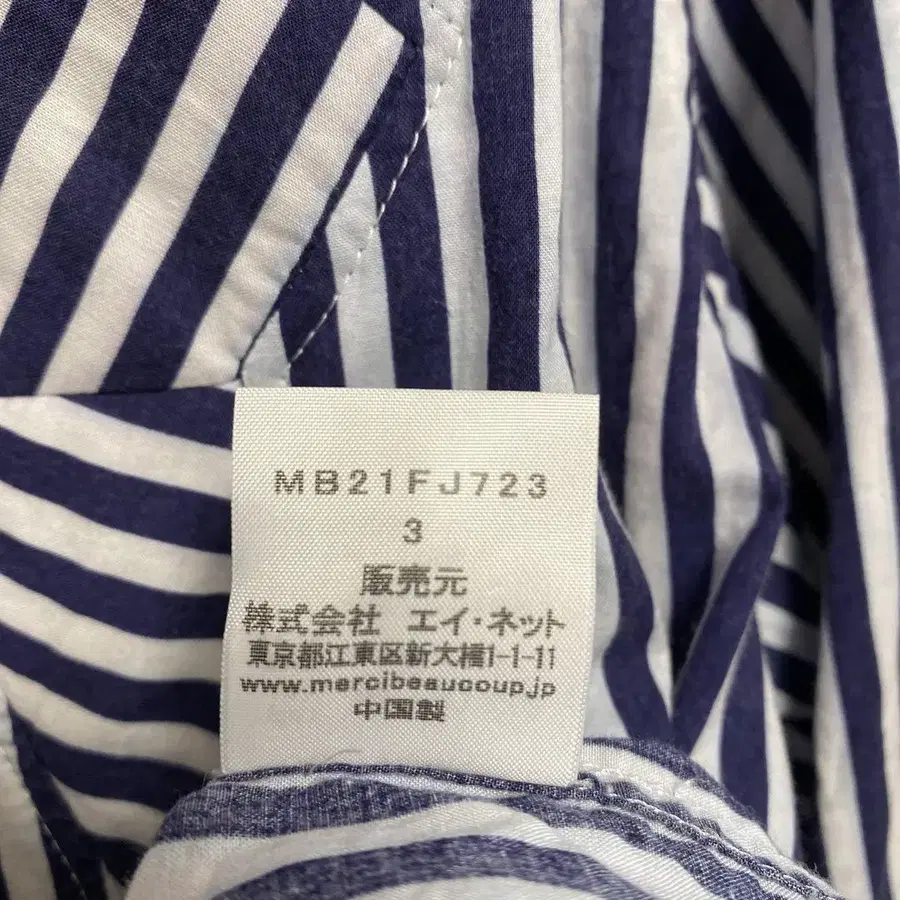 MB21FJ723
3
販売元
株式会社 エイ・ネット
東京都江東区新大橋1-1-11
www.mercibeaucoup.jp
中国製